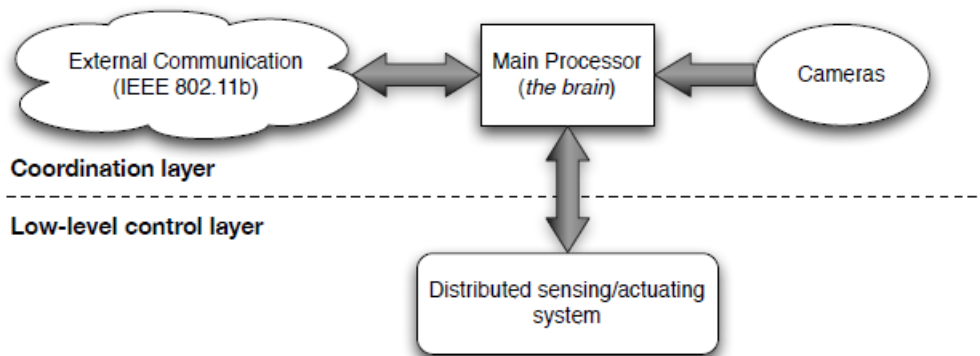 External Communication
(IEEE 802.11b)
Main Processor
(the brain)
Cameras
Coordination layer
Low-level control layer
Distributed sensing/actuating
system